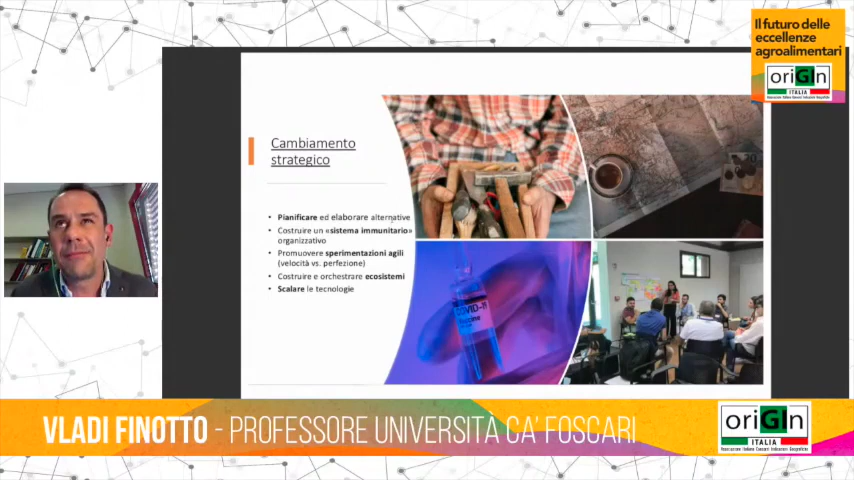 Il futuro delle
eccellenze
agroalimentari
oriGIn
ITALIA
Cambiamento
strategico
• Pianificare ed elaborare alternative
• Costruire un «sistema immunitario»
organizzativo
• Promuovere sperimentazioni agili
(velocità vs. perfezione)
• Costruire e orchestrare ecosistemi
• Scalare le tecnologie
COVID-19
VLADI FINOTTO - PROFESSORE UNIVERSITÀ CA' FOSCARI
oriGIn
ITALIA